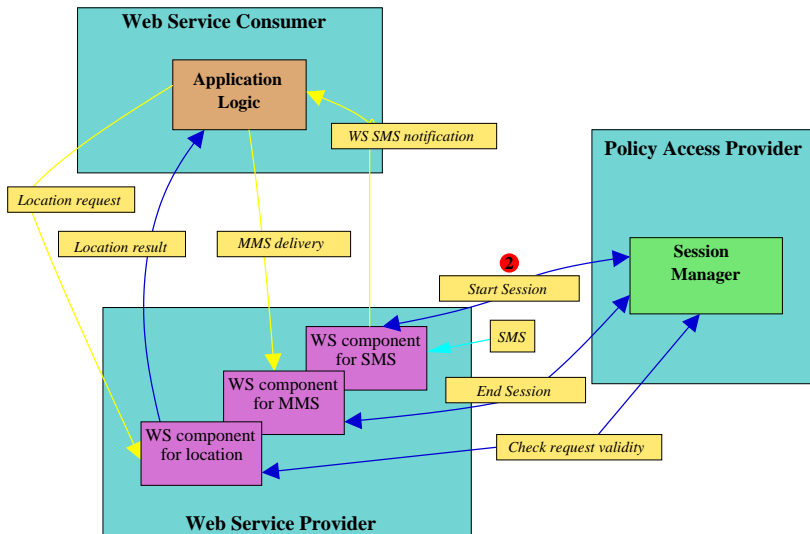 Web Service Consumer
Application
Logic
WS SMS notification
Policy Access Provider
Location request
Location result
MMS delivery
2
Session
Manager
Start Session
WS component
for SMS
SMS
WS component
for MMS
End Session
WS component
for location
Check request validity
Web Service Provider